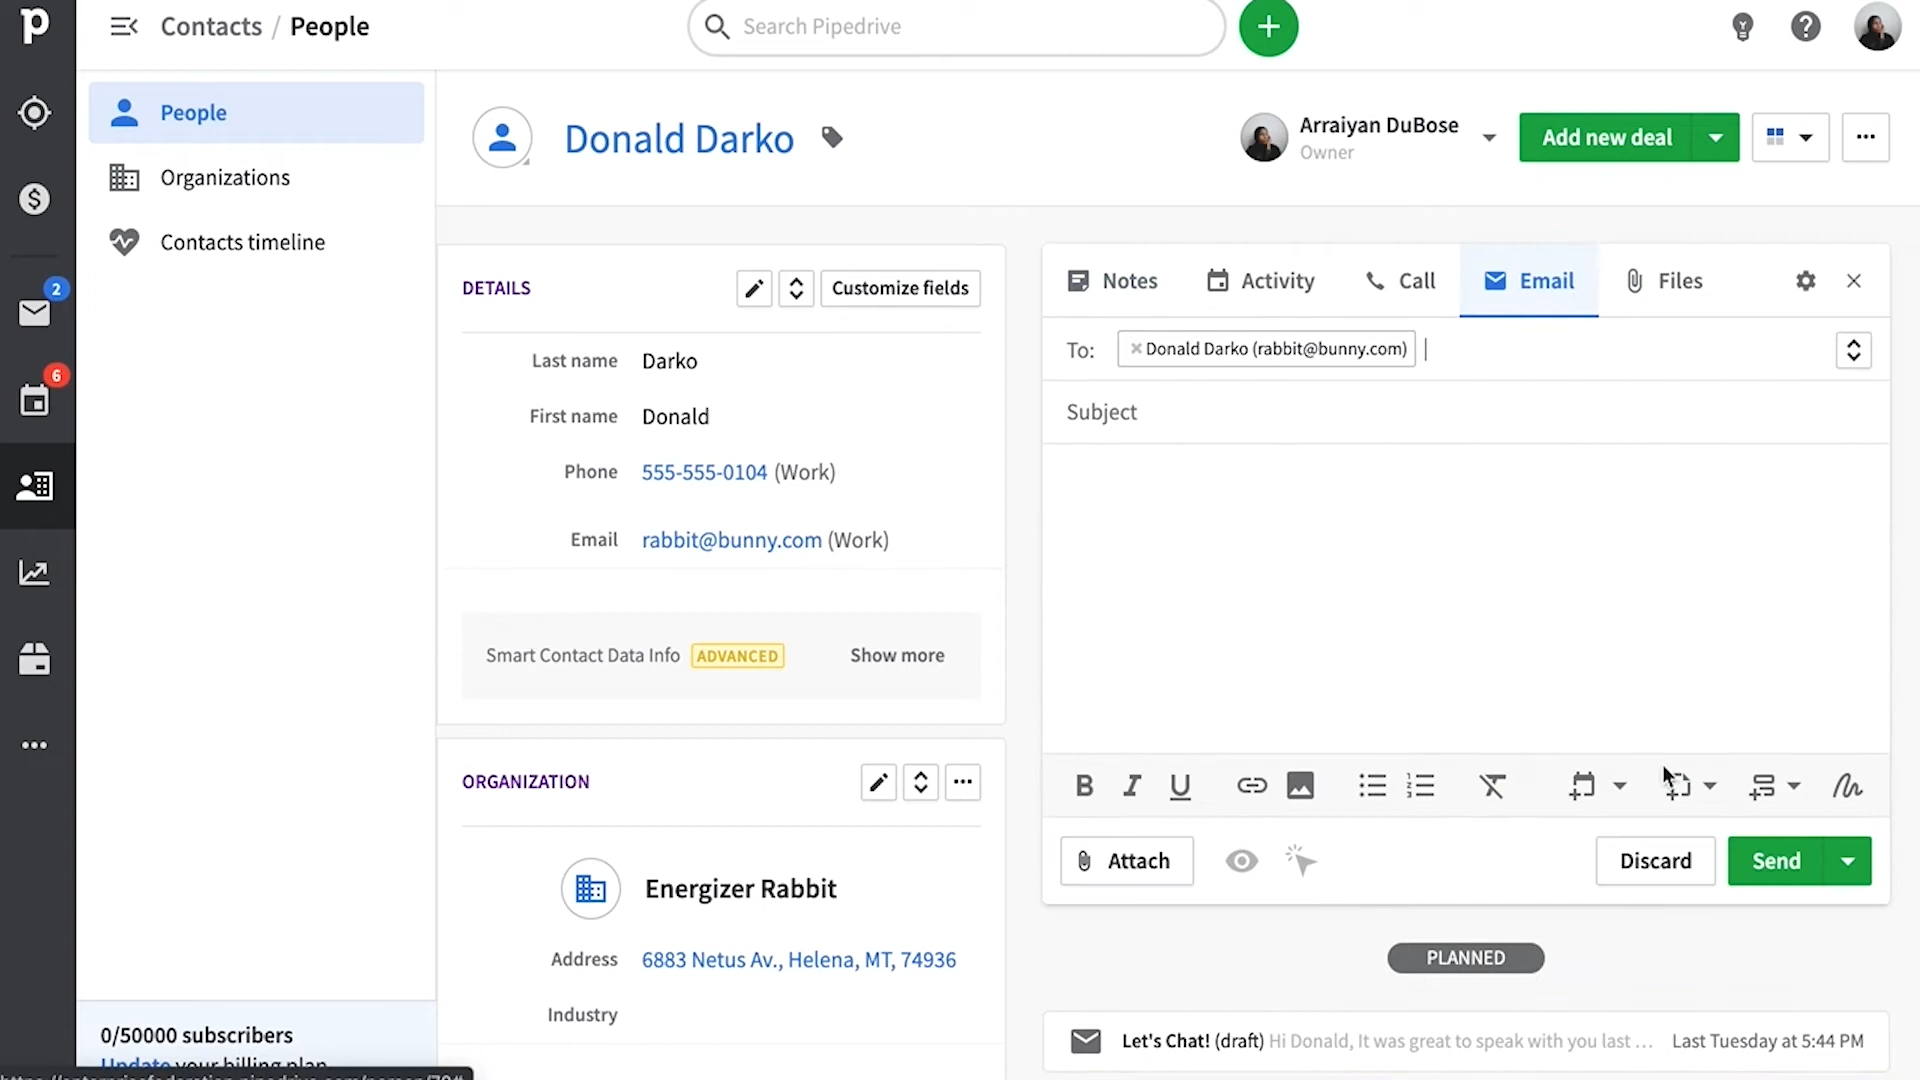 p
Contacts / People
Search Pipedrive
People
Organizations
Contacts timeline
2
6
Donald Darko
Arraiyan DuBose
Owner
Add new deal
DETAILS
Customize fields
Last name Darko
First name Donald
Phone 555-555-0104 (Work)
Email rabbit@bunny.com (Work)
Smart Contact Data Info ADVANCED Show more
ORGANIZATION
Energizer Rabbit
Address 6883 Netus Av., Helena, MT, 74936
Industry
Notes Activity Call Email Files
To: Donald Darko (rabbit@bunny.com)
Subject
B I U
Attach
Discard
Send
PLANNED
Let's Chat! (draft) Hi Donald, It was great to speak with you last ... Last Tuesday at 5:44 PM
0/50000 subscribers
Update your billing plan